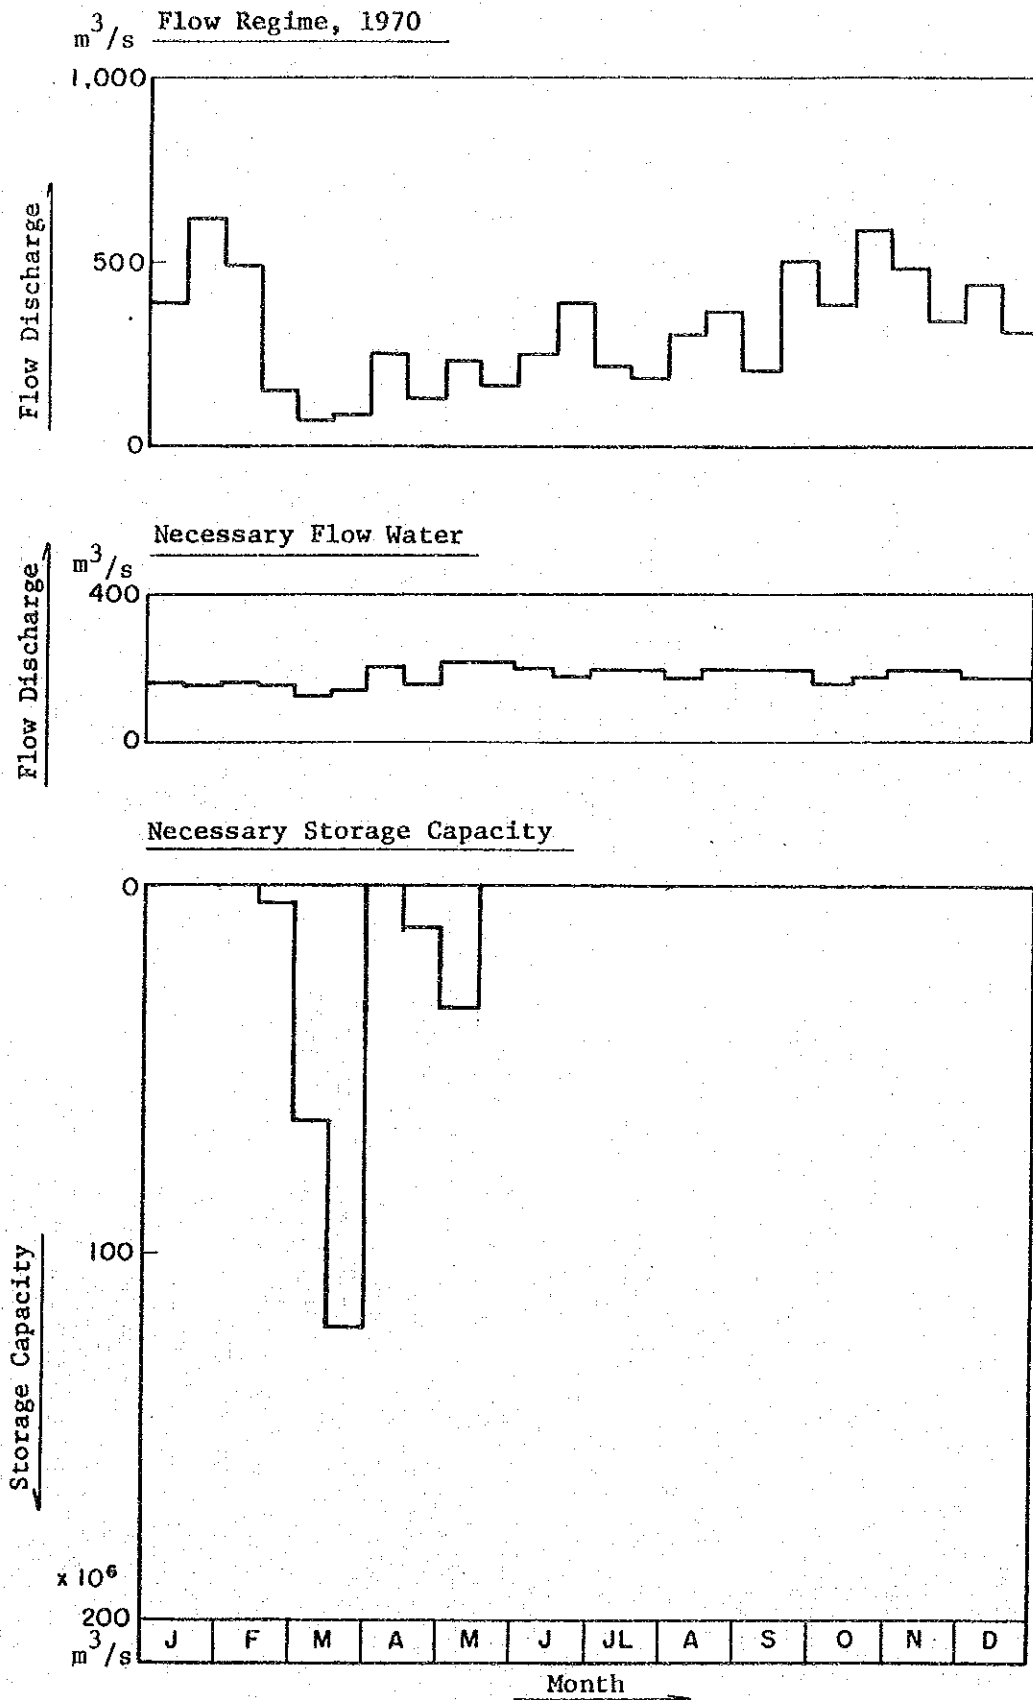 Flow Regime, 1970
m³/s
1,000
500
0
Flow Discharge
Necessary Flow Water
m³/s
400
0
Flow Discharge
Necessary Storage Capacity
0
100
x 10⁶
200
m³/s
Storage Capacity
J F M A M J JL A S O N D
Month